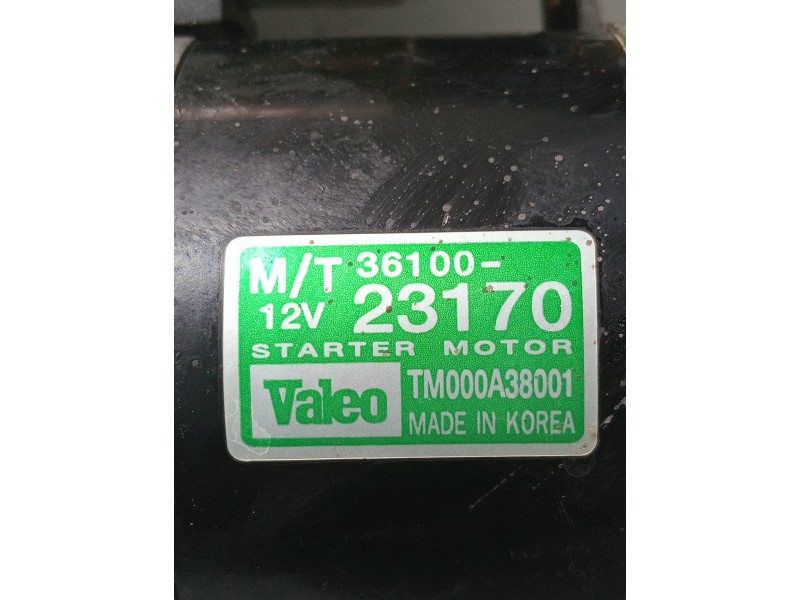 M/T 36100-
12V 23170
STARTER MOTOR
Valeo TM000A38001
MADE IN KOREA